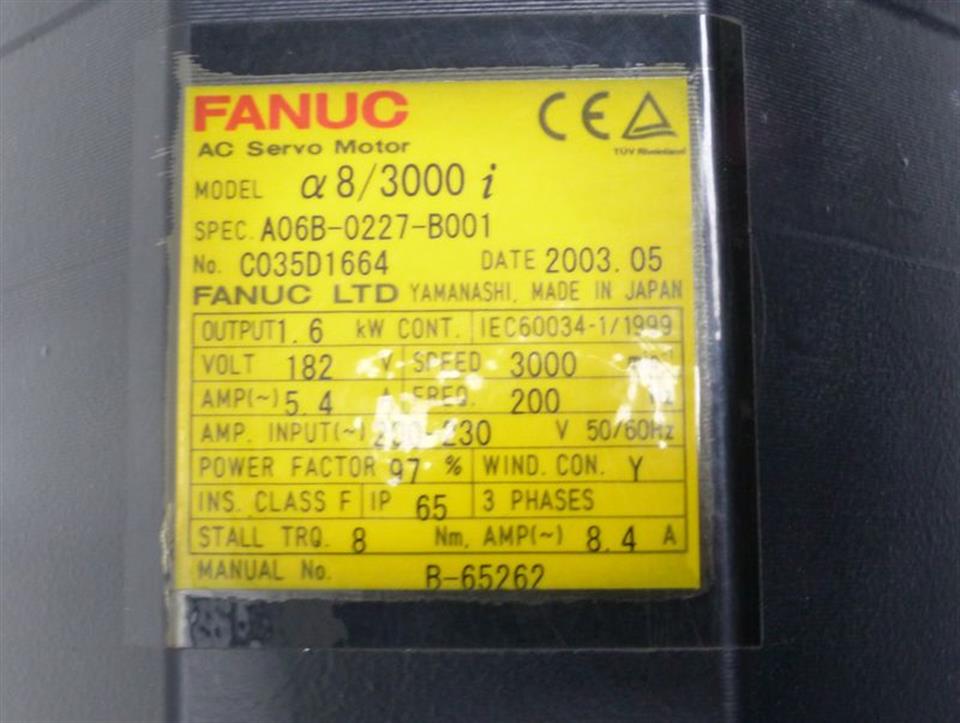 FANUC CE
AC Servo Motor TÜV Rheinland
MODEL α8/3000 i
SPEC. A06B-0227-B001
No. C035D1664 DATE 2003.05
FANUC LTD YAMANASHI, MADE IN JAPAN
OUTPUT 1.6 kW CONT. IEC60034-1/1999
VOLT 182 V SPEED 3000
AMP(~) 5.4 FREQ. 200
AMP. INPUT(~) 230 V 50/60Hz
POWER FACTOR 97 % WIND. CON. Y
INS. CLASS F IP 65 3 PHASES
STALL TRQ. 8 Nm, AMP(~) 8.4 A
MANUAL No. B-65262